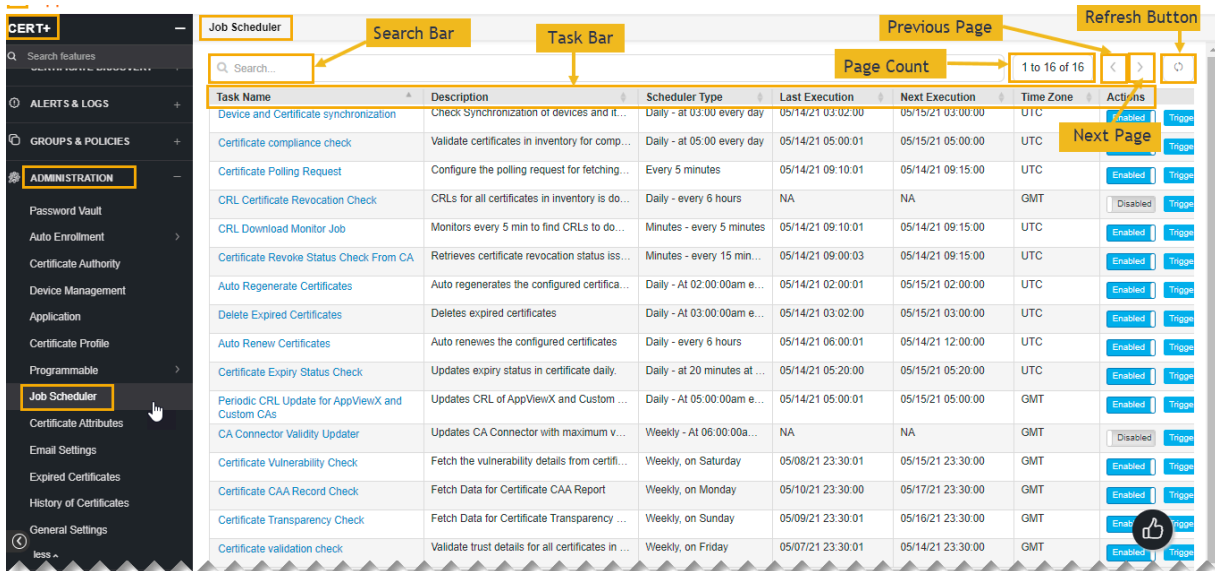 Refresh Button
Previous Page
CERT+
Job Scheduler
Search Bar
Task Bar
Search features
Search...
Page Count
1 to 16 of 16
CERTIFICATE DISCOVERY
Task Name Description Scheduler Type Last Execution Next Execution Time Zone Actions
ALERTS & LOGS
Device and Certificate synchronization Check Synchronization of devices and it... Daily - at 03:00 every day 05/14/21 03:02:00 05/15/21 03:00:00 UTC Enabled Trigge
Next Page
GROUPS & POLICIES
Certificate compliance check Validate certificates in inventory for comp... Daily - at 05:00 every day 05/14/21 05:00:01 05/15/21 05:00:00 UTC Trigge
ADMINISTRATION
Certificate Polling Request Configure the polling request for fetching... Every 5 minutes 05/14/21 09:10:01 05/14/21 09:15:00 UTC Enabled Trigge
Password Vault
CRL Certificate Revocation Check CRLs for all certificates in inventory is do... Daily - every 6 hours NA NA GMT Disabled Trigge
Auto Enrollment
CRL Download Monitor Job Monitors every 5 min to find CRLs to do... Minutes - every 5 minutes 05/14/21 09:10:01 05/14/21 09:15:00 UTC Enabled Trigge
Certificate Authority
Certificate Revoke Status Check From CA Retrieves certificate revocation status iss... Minutes - every 15 min... 05/14/21 09:00:03 05/14/21 09:15:00 UTC Enabled Trigge
Device Management
Auto Regenerate Certificates Auto regenerates the configured certifica... Daily - At 02:00:00am e... 05/14/21 02:00:01 05/15/21 02:00:00 UTC Enabled Trigge
Application
Delete Expired Certificates Deletes expired certificates Daily - At 03:00:00am e... 05/14/21 03:02:00 05/15/21 03:00:00 UTC Enabled Trigge
Certificate Profile
Auto Renew Certificates Auto renewes the configured certificates Daily - every 6 hours 05/14/21 06:00:01 05/14/21 12:00:00 UTC Enabled Trigge
Programmable
Certificate Expiry Status Check Updates expiry status in certificate daily. Daily - at 20 minutes at ... 05/14/21 05:20:00 05/15/21 05:20:00 UTC Enabled Trigge
Job Scheduler
Periodic CRL Update for AppViewX and Updates CRL of AppViewX and Custom ... Daily - At 05:00:00am e... 05/14/21 05:00:01 05/15/21 05:00:00 GMT Enabled Trigge
Custom CAs
Certificate Attributes
CA Connector Validity Updater Updates CA Connector with maximum v... Weekly - At 06:00:00a... NA NA GMT Disabled Trigge
Email Settings
Certificate Vulnerability Check Fetch the vulnerability details from certifi... Weekly, on Saturday 05/08/21 23:30:01 05/15/21 23:30:00 GMT Enabled Trigge
Expired Certificates
Certificate CAA Record Check Fetch Data for Certificate CAA Report Weekly, on Monday 05/10/21 23:30:00 05/17/21 23:30:00 GMT Enabled Trigge
History of Certificates
Certificate Transparency Check Fetch Data for Certificate Transparency ... Weekly, on Sunday 05/09/21 23:30:01 05/16/21 23:30:00 GMT
General Settings
Certificate validation check Validate trust details for all certificates in ... Weekly, on Friday 05/07/21 23:30:01 05/14/21 23:30:00 GMT Enabled Trigge
less